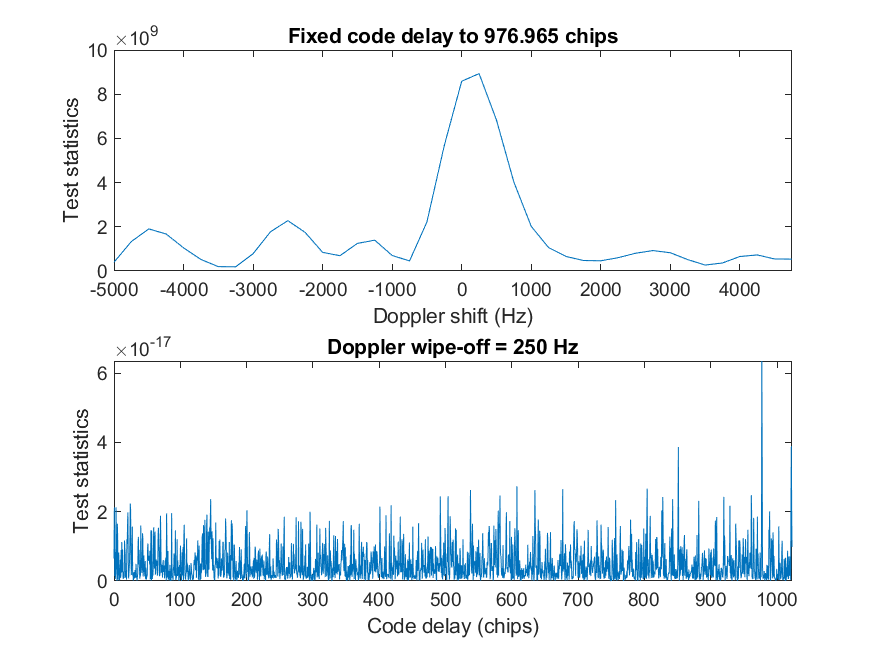 ×10^9
Fixed code delay to 976.965 chips
10
8
6
4
2
0
Test statistics
-5000 -4000 -3000 -2000 -1000 0 1000 2000 3000 4000
Doppler shift (Hz)
×10^-17
Doppler wipe-off = 250 Hz
6
4
2
0
Test statistics
0 100 200 300 400 500 600 700 800 900 1000
Code delay (chips)